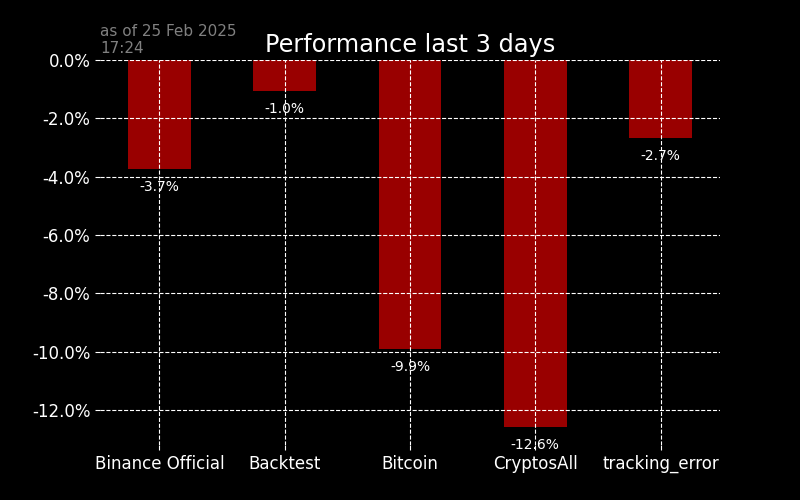 as of 25 Feb 2025
17:24
Performance last 3 days
0.0%
-2.0%
-4.0%
-6.0%
-8.0%
-10.0%
-12.0%
-3.7%
-1.0%
-9.9%
-12.6%
-2.7%
Binance Official
Backtest
Bitcoin
CryptosAll
tracking_error